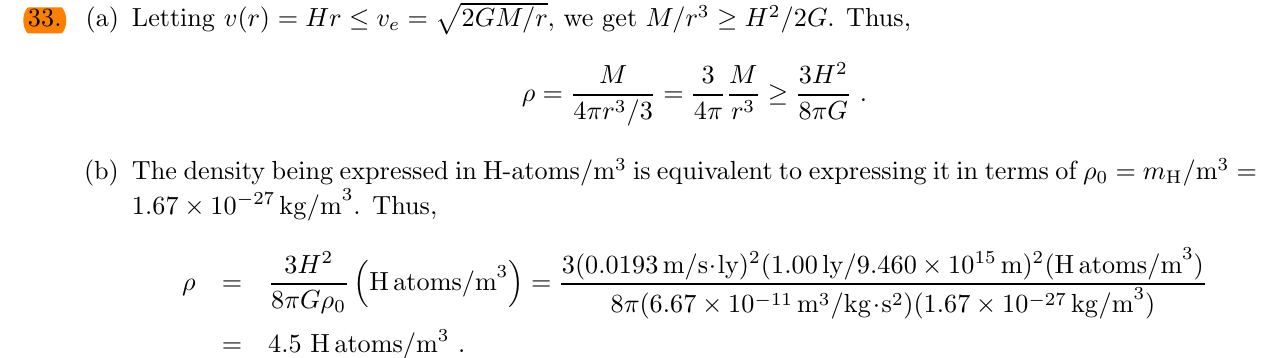 33. (a) Letting v(r) = Hr ≤ vₑ = √(2GM/r), we get M/r³ ≥ H²/2G. Thus,
ρ = M/(4πr³/3) = (3/4π)(M/r³) ≥ 3H²/8πG .
(b) The density being expressed in H-atoms/m³ is equivalent to expressing it in terms of ρ₀ = m_H/m³ =
1.67 × 10⁻²⁷ kg/m³. Thus,
ρ = 3H²/8πGρ₀ (H atoms/m³) = 3(0.0193 m/s·ly)²(1.00 ly/9.460 × 10¹⁵ m)²(H atoms/m³) / 8π(6.67 × 10⁻¹¹ m³/kg·s²)(1.67 × 10⁻²⁷ kg/m³)
= 4.5 H atoms/m³ .